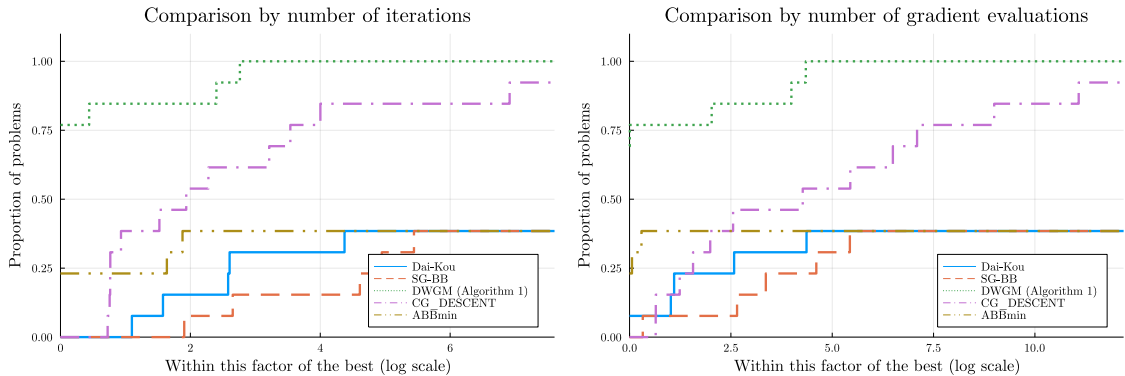 Comparison by number of iterations
Proportion of problems
1.00
0.75
0.50
0.25
0.00
0
2
4
6
Within this factor of the best (log scale)
Dai-Kou
SG-BB
DWGM (Algorithm 1)
CG_DESCENT
ABBmin
Comparison by number of gradient evaluations
Proportion of problems
1.00
0.75
0.50
0.25
0.00
0.0
2.5
5.0
7.5
10.0
Within this factor of the best (log scale)
Dai-Kou
SG-BB
DWGM (Algorithm 1)
CG_DESCENT
ABBmin